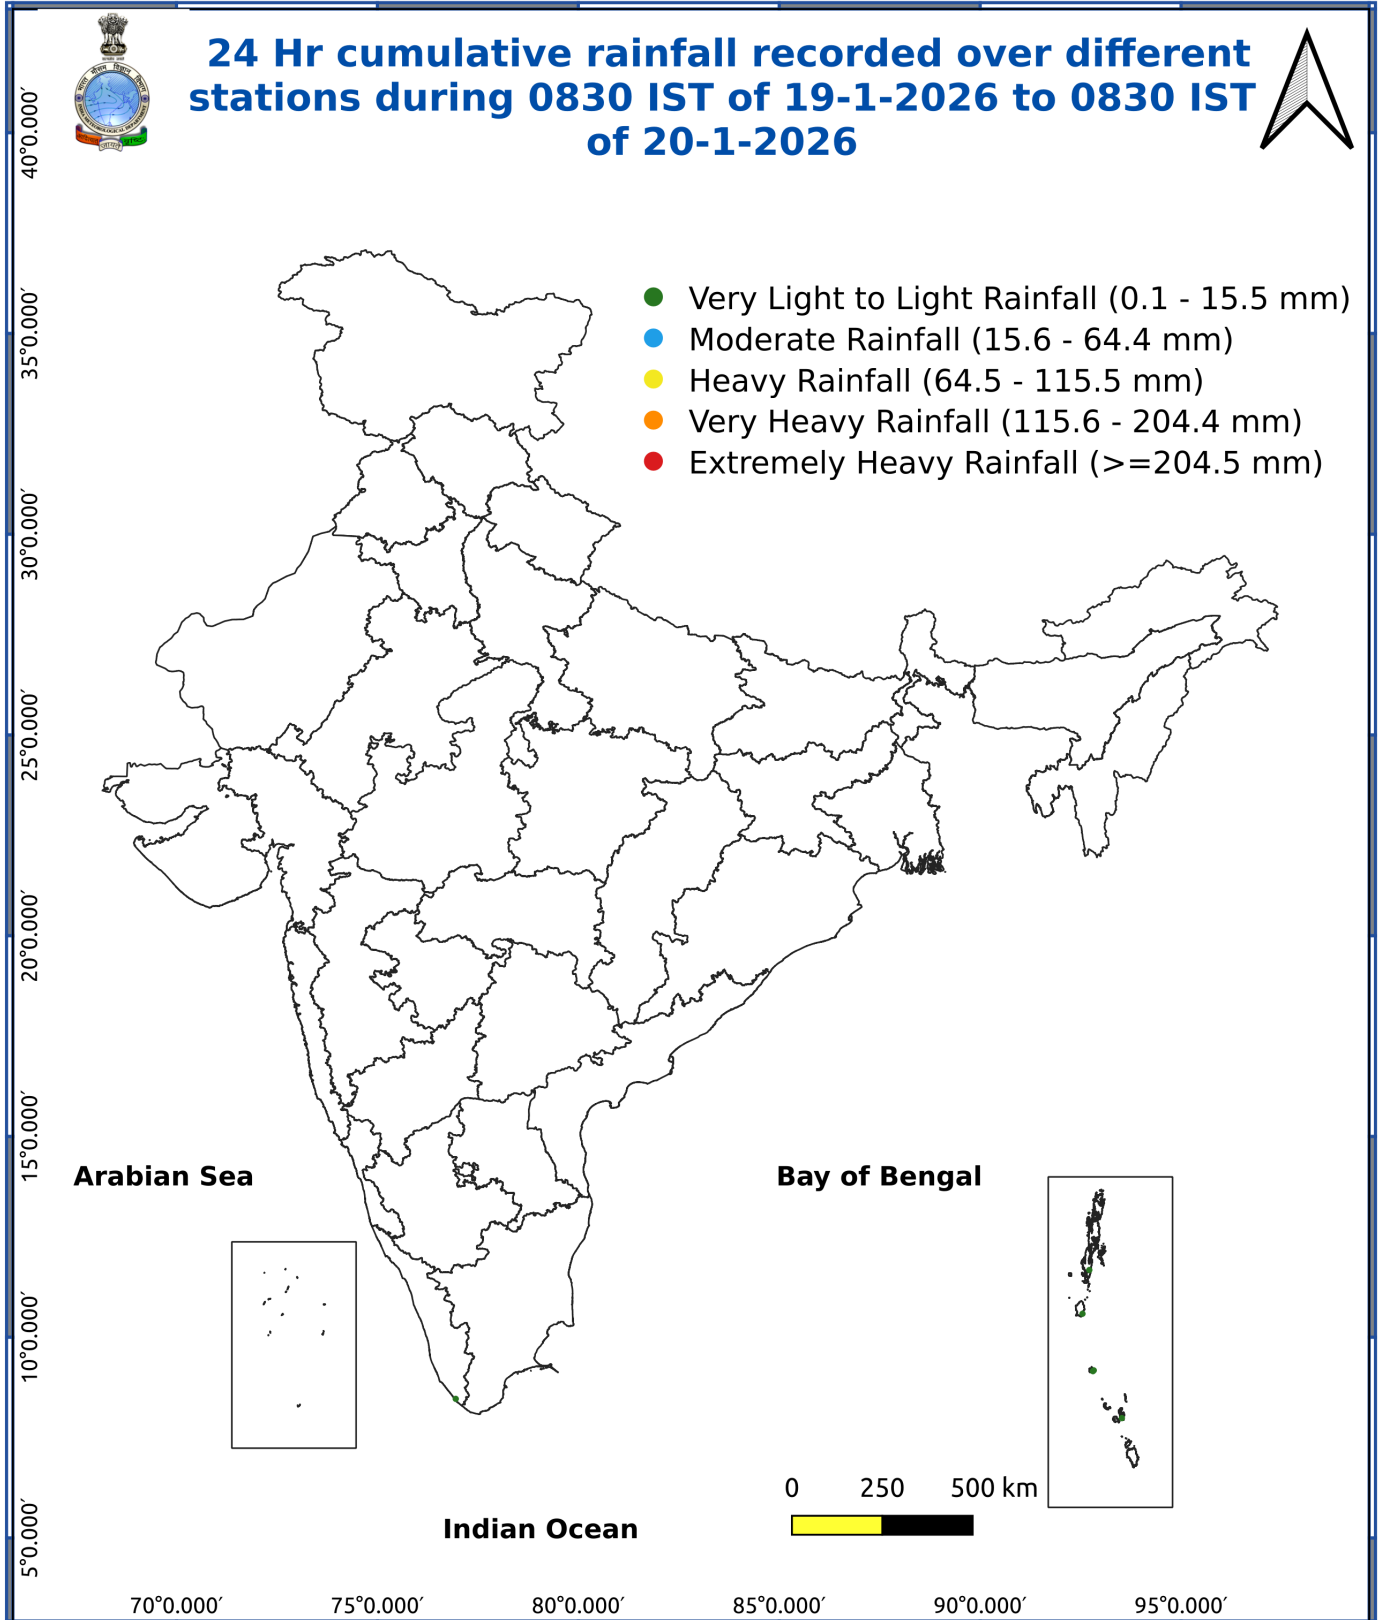 24 Hr cumulative rainfall recorded over different
stations during 0830 IST of 19-1-2026 to 0830 IST
of 20-1-2026
Very Light to Light Rainfall (0.1 - 15.5 mm)
Moderate Rainfall (15.6 - 64.4 mm)
Heavy Rainfall (64.5 - 115.5 mm)
Very Heavy Rainfall (115.6 - 204.4 mm)
Extremely Heavy Rainfall (>=204.5 mm)
40°0.000′
35°0.000′
30°0.000′
25°0.000′
20°0.000′
15°0.000′
10°0.000′
5°0.000′
Arabian Sea
Bay of Bengal
Indian Ocean
0 250 500 km
70°0.000′ 75°0.000′ 80°0.000′ 85°0.000′ 90°0.000′ 95°0.000′